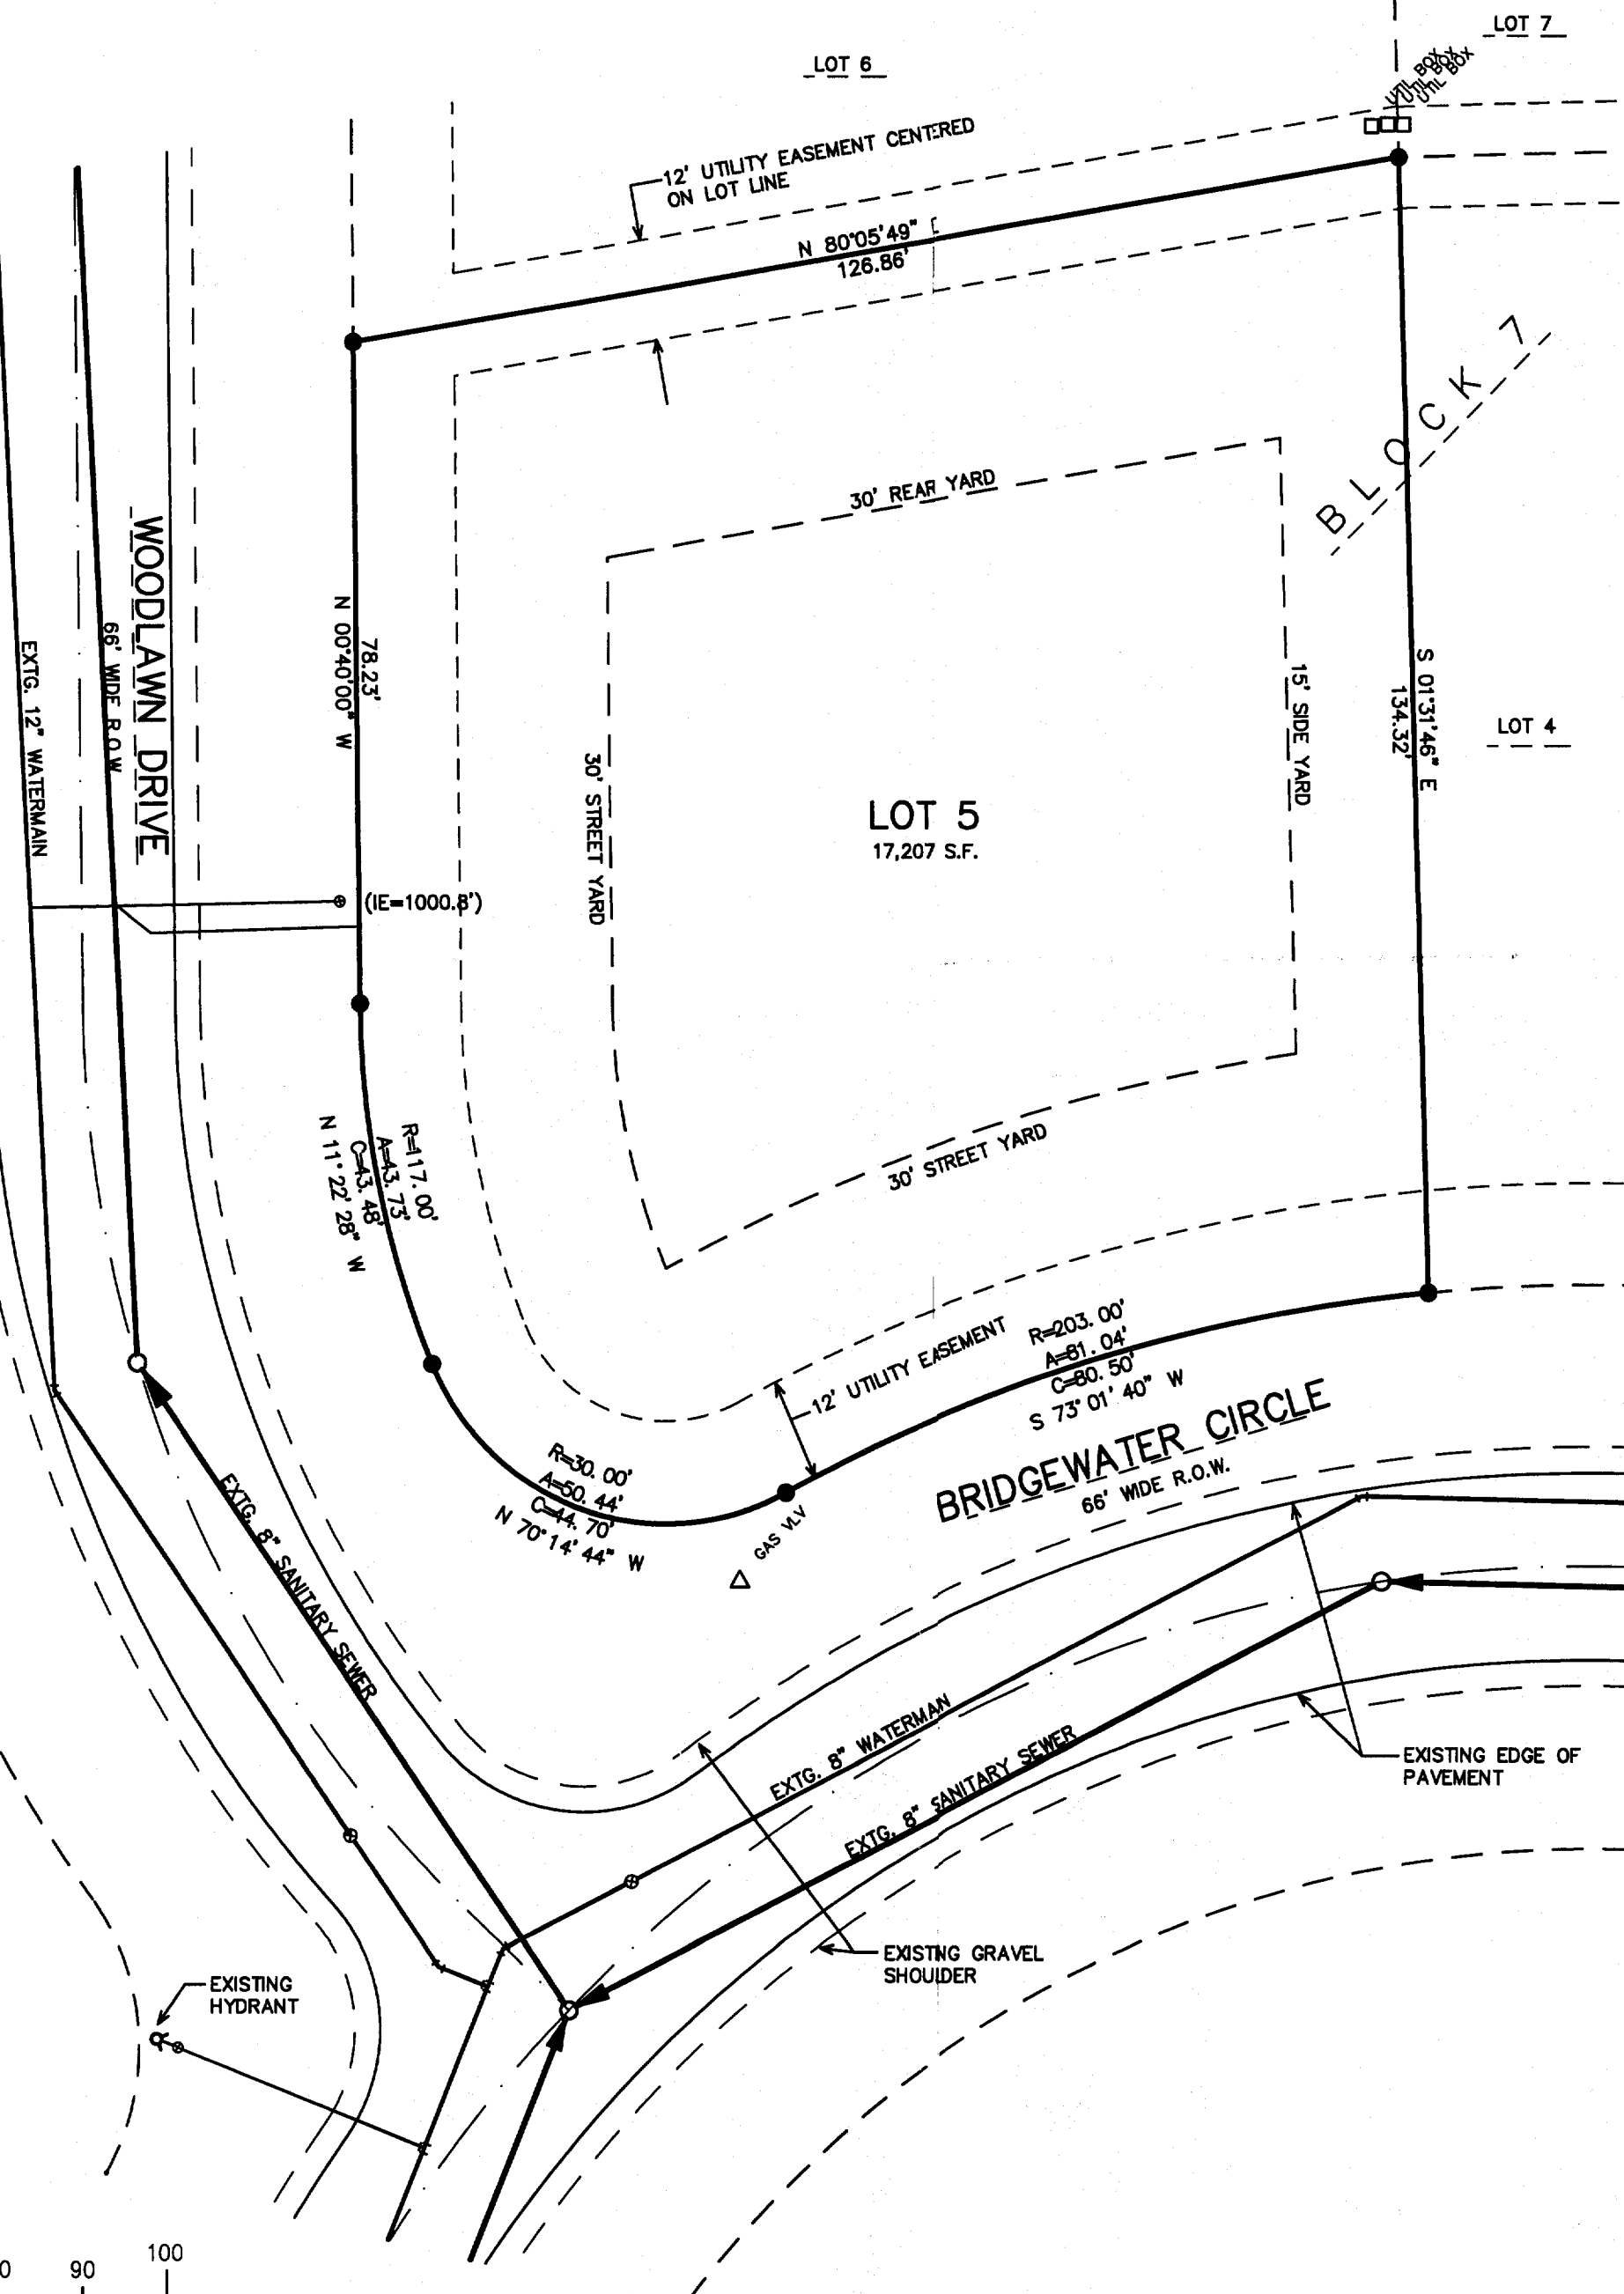 LOT 7
LOT 6
UTIL BOX
UTIL BOX
UTIL BOX
12' UTILITY EASEMENT CENTERED
ON LOT LINE
N 80°05'49"
126.86'
BLOCK 7
30' REAR YARD
WOODLAWN DRIVE
66' WIDE R.O.W
EXTG. 12" WATERMAIN
78.23'
N 00°40'00" W
30' STREET YARD
15' SIDE YARD
S 01°31'46" E
134.32'
LOT 4
LOT 5
17,207 S.F.
(IE=1000.8')
R=117.00'
A=43.73'
C=43.48'
N 11°22'28" W
30' STREET YARD
12' UTILITY EASEMENT
R=203.00'
A=81.04'
C=80.50'
S 73°01'40" W
BRIDGEWATER CIRCLE
66' WIDE R.O.W.
R=30.00'
A=50.44'
C=44.70'
N 70°14'44" W
GAS VLV
EXTG. 8" SANITARY SEWER
EXTG. 8" WATERMAN
EXTG. 8" SANITARY SEWER
EXISTING EDGE OF
PAVEMENT
EXISTING GRAVEL
SHOULDER
EXISTING
HYDRANT
0 90 100